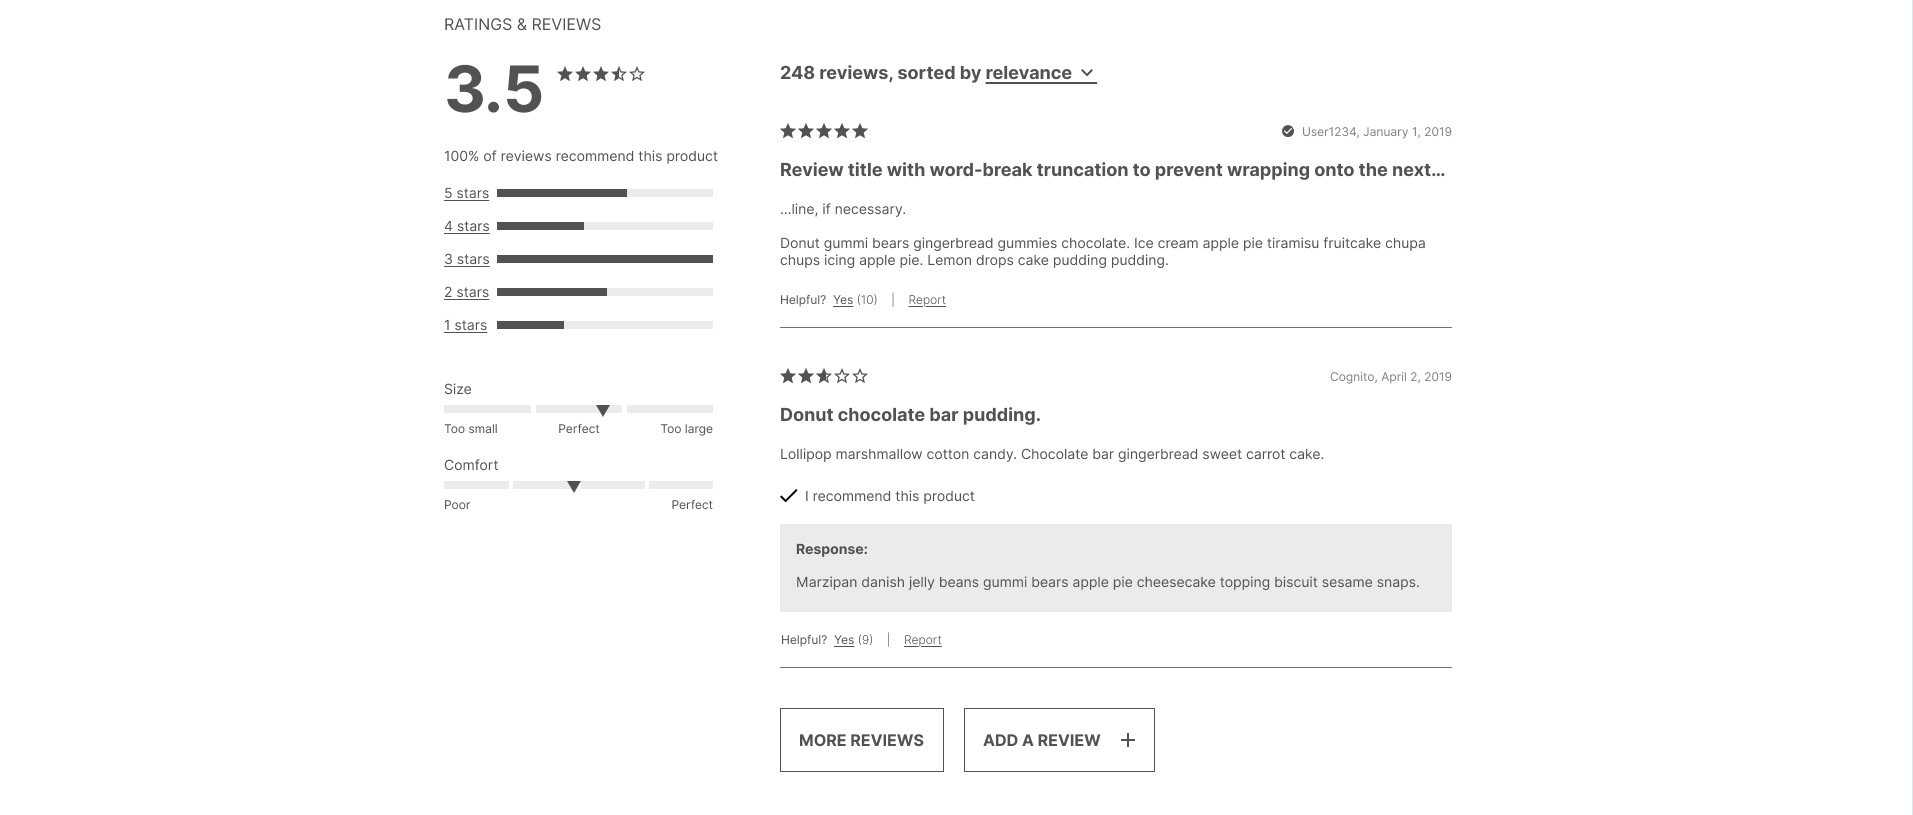 RATINGS & REVIEWS
3.5
100% of reviews recommend this product
5 stars
4 stars
3 stars
2 stars
1 stars
Size
Too small Perfect Too large
Comfort
Poor Perfect
248 reviews, sorted by relevance
User1234, January 1, 2019
Review title with word-break truncation to prevent wrapping onto the next...
...line, if necessary.
Donut gummi bears gingerbread gummies chocolate. Ice cream apple pie tiramisu fruitcake chupa
chups icing apple pie. Lemon drops cake pudding pudding.
Helpful? Yes (10) | Report
Cognito, April 2, 2019
Donut chocolate bar pudding.
Lollipop marshmallow cotton candy. Chocolate bar gingerbread sweet carrot cake.
I recommend this product
Response:
Marzipan danish jelly beans gummi bears apple pie cheesecake topping biscuit sesame snaps.
Helpful? Yes (9) | Report
MORE REVIEWS
ADD A REVIEW +